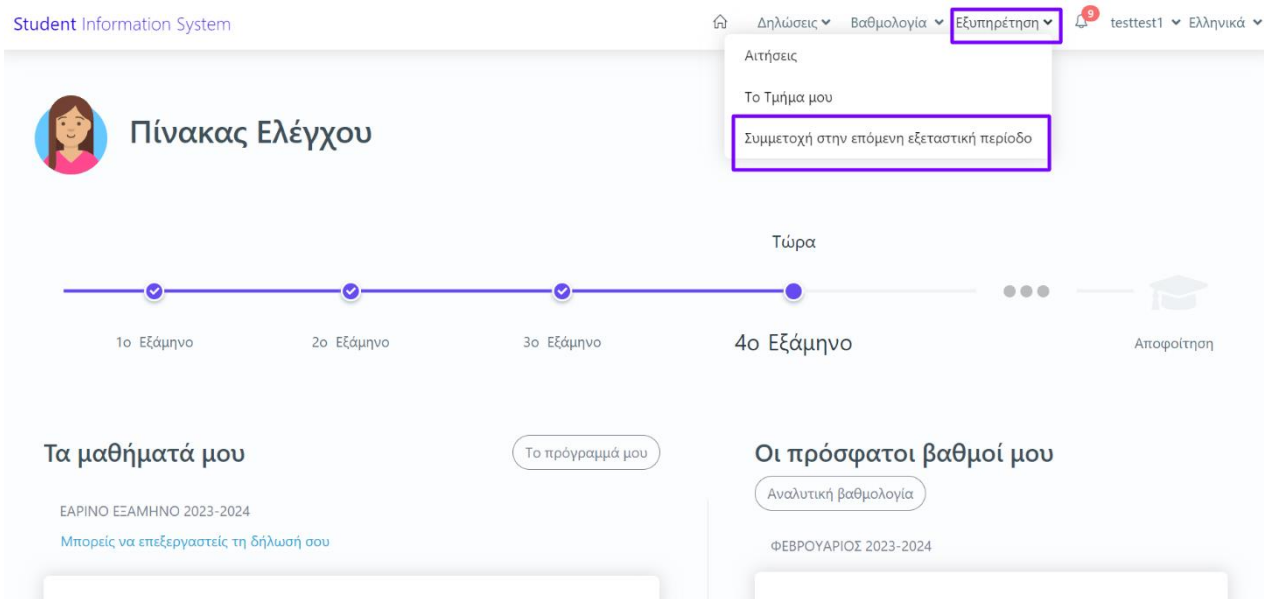 Student Information System
Δηλώσεις Βαθμολογία Εξυπηρέτηση 9 testtest1 Ελληνικά
Αιτήσεις
Το Τμήμα μου
Συμμετοχή στην επόμενη εξεταστική περίοδο
Πίνακας Ελέγχου
Τώρα
1ο Εξάμηνο 2ο Εξάμηνο 3ο Εξάμηνο 4ο Εξάμηνο Αποφοίτηση
Τα μαθήματά μου
Το πρόγραμμά μου
ΕΑΡΙΝΟ ΕΞΑΜΗΝΟ 2023-2024
Μπορείς να επεξεργαστείς τη δήλωσή σου
Οι πρόσφατοι βαθμοί μου
Αναλυτική βαθμολογία
ΦΕΒΡΟΥΑΡΙΟΣ 2023-2024